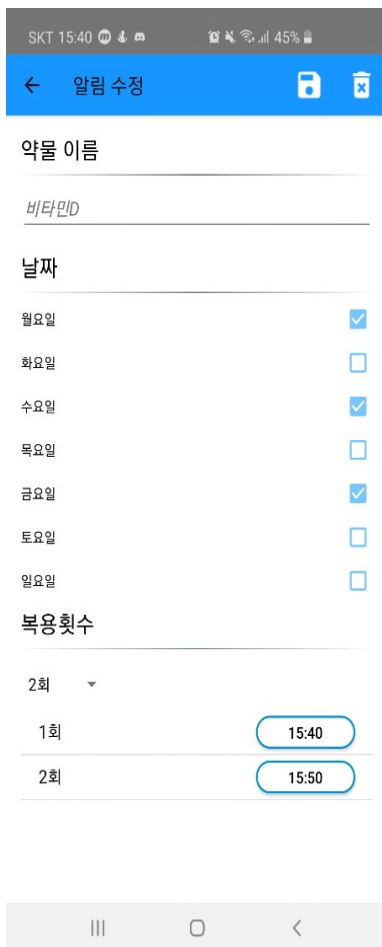 SKT 15:40 45%
알림 수정
약물 이름
비타민D
날짜
월요일
화요일
수요일
목요일
금요일
토요일
일요일
복용횟수
2회
1회 15:40
2회 15:50